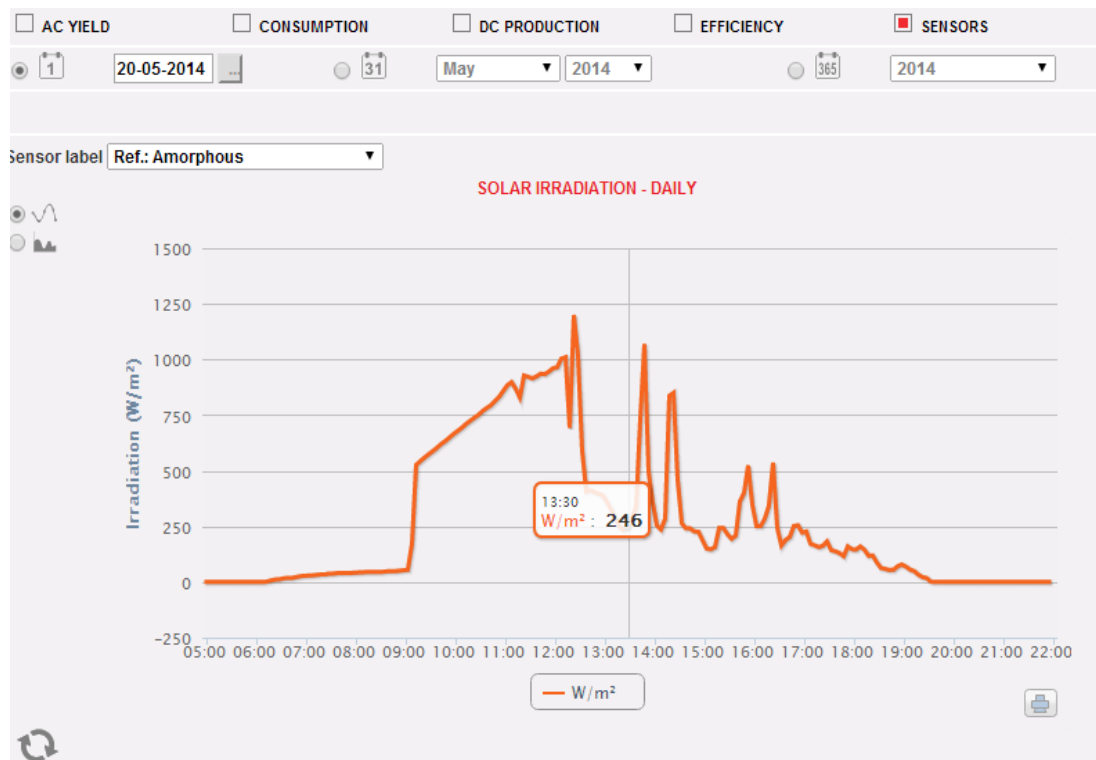 AC YIELD CONSUMPTION DC PRODUCTION EFFICIENCY SENSORS
1 20-05-2014 ... 31 May 2014 365 2014
Sensor label Ref.: Amorphous
SOLAR IRRADIATION - DAILY
1500
1250
1000
750
500
250
0
-250
Irradiation (W/m²)
13:30
W/m² : 246
05:00 06:00 07:00 08:00 09:00 10:00 11:00 12:00 13:00 14:00 15:00 16:00 17:00 18:00 19:00 20:00 21:00 22:00
W/m²